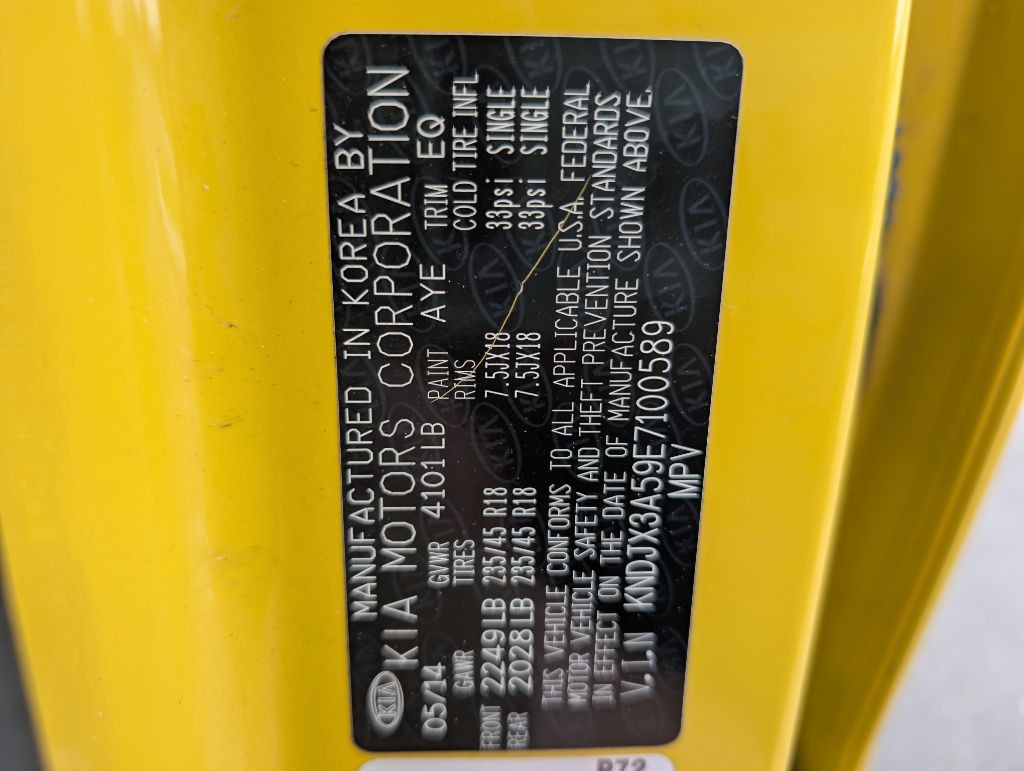 KIA
MANUFACTURED IN KOREA BY
KIA MOTORS CORPORATION
05/14 GVWR 4101LB PAINT AYE TRIM EQ
GAWR TIRES RIMS COLD TIRE INFL
FRONT 2249LB 235/45 R18 7.5JX18 33psi SINGLE
REAR 2028LB 235/45 R18 7.5JX18 33psi SINGLE
THIS VEHICLE CONFORMS TO ALL APPLICABLE U.S.A. FEDERAL
MOTOR VEHICLE SAFETY AND THEFT PREVENTION STANDARDS
IN EFFECT ON THE DATE OF MANUFACTURE SHOWN ABOVE.
V.I.N KNDJX3A59E7100589
MPV